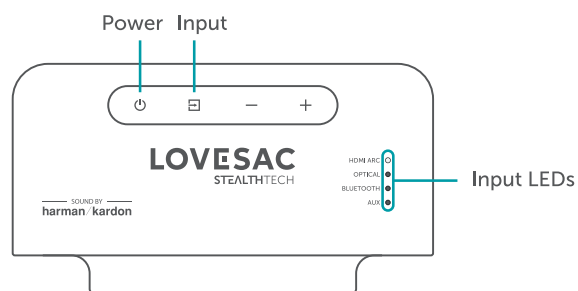 Power Input
LOVESAC
STEALTHTECH
SOUND BY
harman/kardon
HDMI ARC
OPTICAL
BLUETOOTH
AUX
Input LEDs